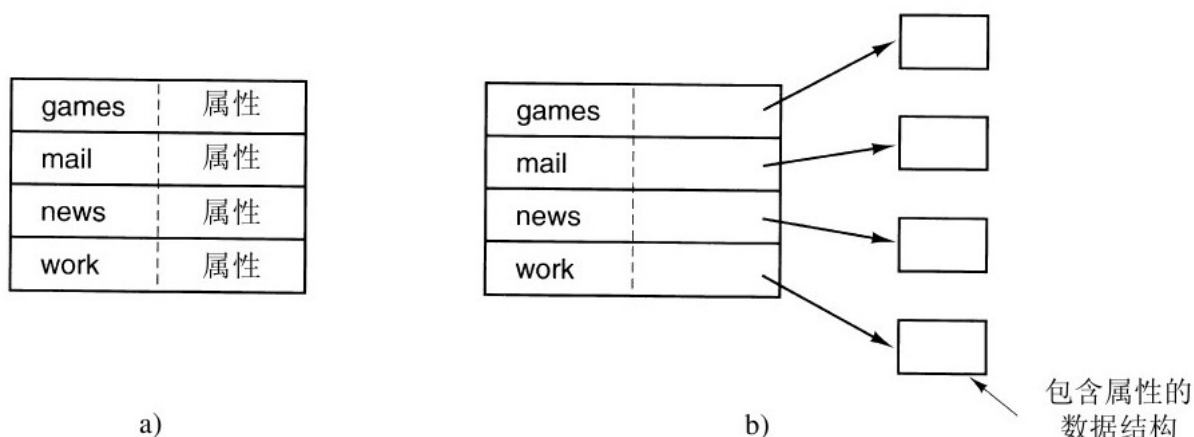 games 属性
mail 属性
news 属性
work 属性
a)
games
mail
news
work
b)
包含属性的
数据结构